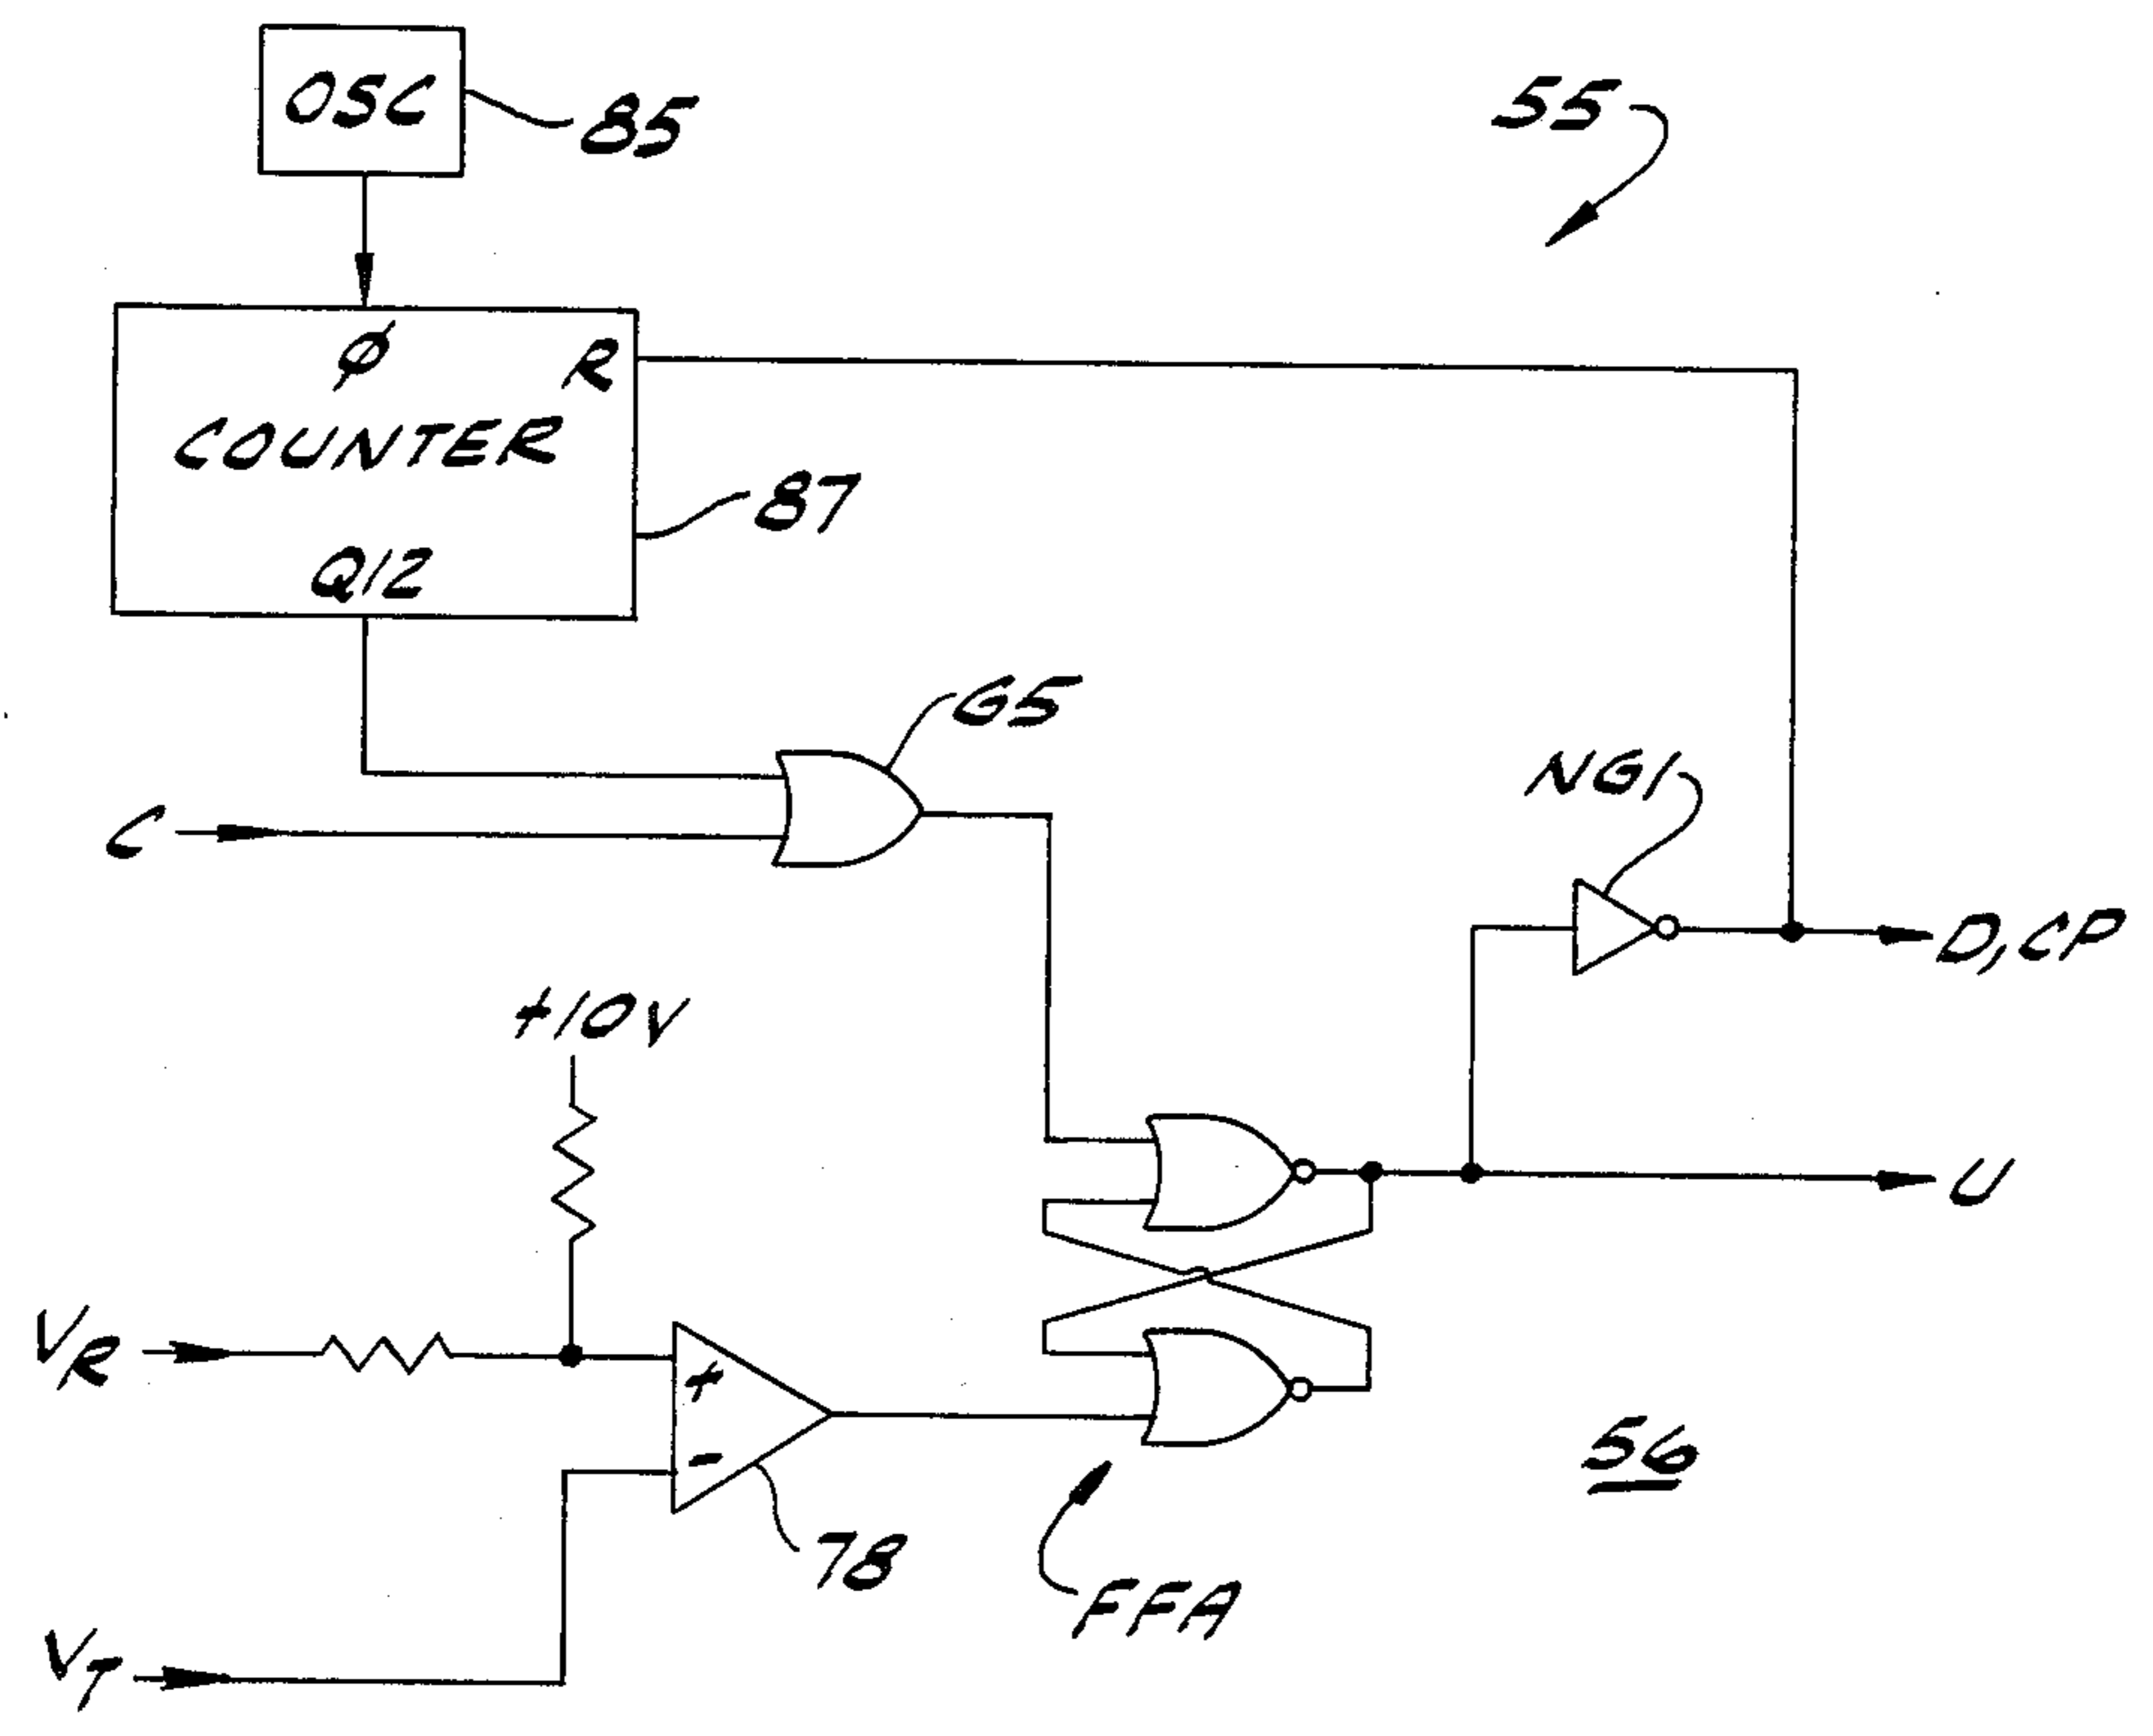 OSC
85
55
Φ
R
COUNTER
87
Q12
G5
C
NG1
D, CP
+10V
U
VR
+
-
78
56
FFA
VT